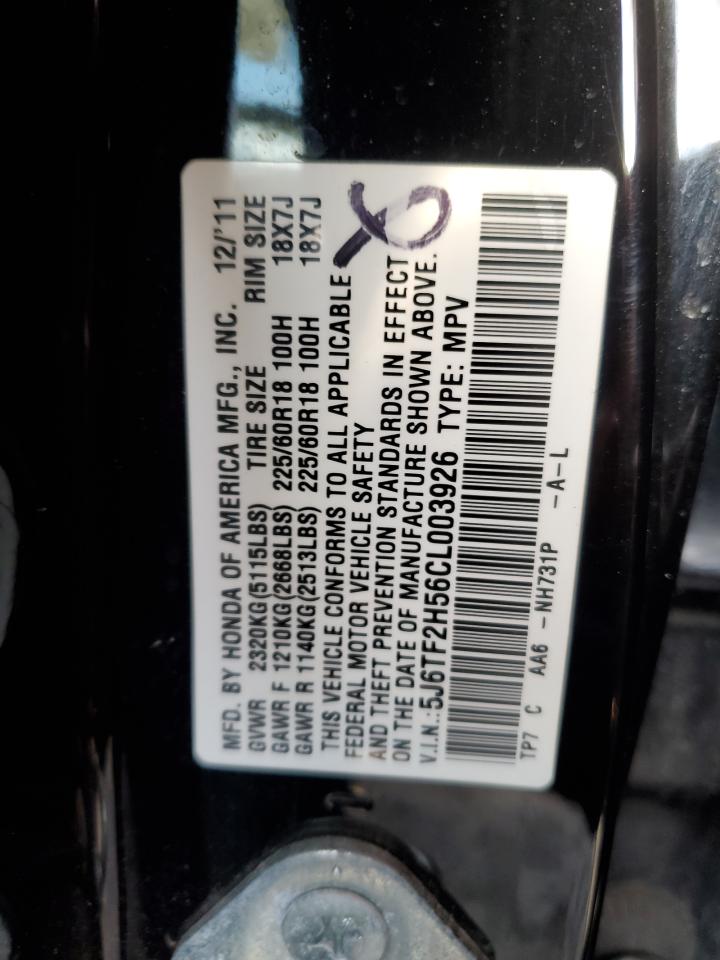 MFD. BY HONDA OF AMERICA MFG., INC. 12/'11
GVWR 2320KG(5115LBS) TIRE SIZE RIM SIZE
GAWR F 1210KG(2668LBS) 225/60R18 100H 18X7J
GAWR R 1140KG(2513LBS) 225/60R18 100H 18X7J
THIS VEHICLE CONFORMS TO ALL APPLICABLE
FEDERAL MOTOR VEHICLE SAFETY
AND THEFT PREVENTION STANDARDS IN EFFECT
ON THE DATE OF MANUFACTURE SHOWN ABOVE.
V.I.N.:5J6TF2H56CL003926 TYPE: MPV
TP7 C AA6 -NH731P -A-L